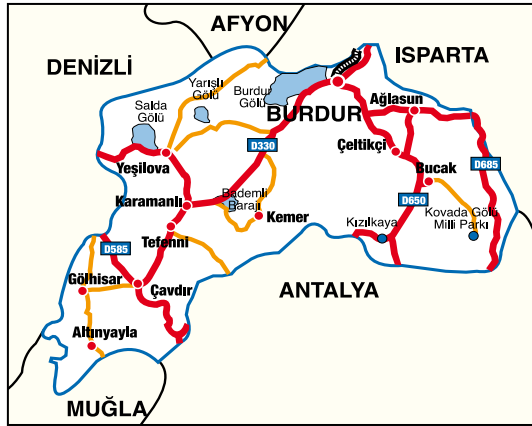 AFYON
ISPARTA
DENİZLİ
Yarışlı
Gölü
Salda
Gölü
Burdur
Gölü
BURDUR
Ağlasun
D330
Çeltikçi
D685
Yeşilova
Bucak
Karamanlı
Bademli
Barajı
D650
Kemer
Kızılkaya
Kovada Gölü
Milli Parkı
Tefenni
D585
Gölhisar
Çavdır
ANTALYA
Altınyayla
MUĞLA